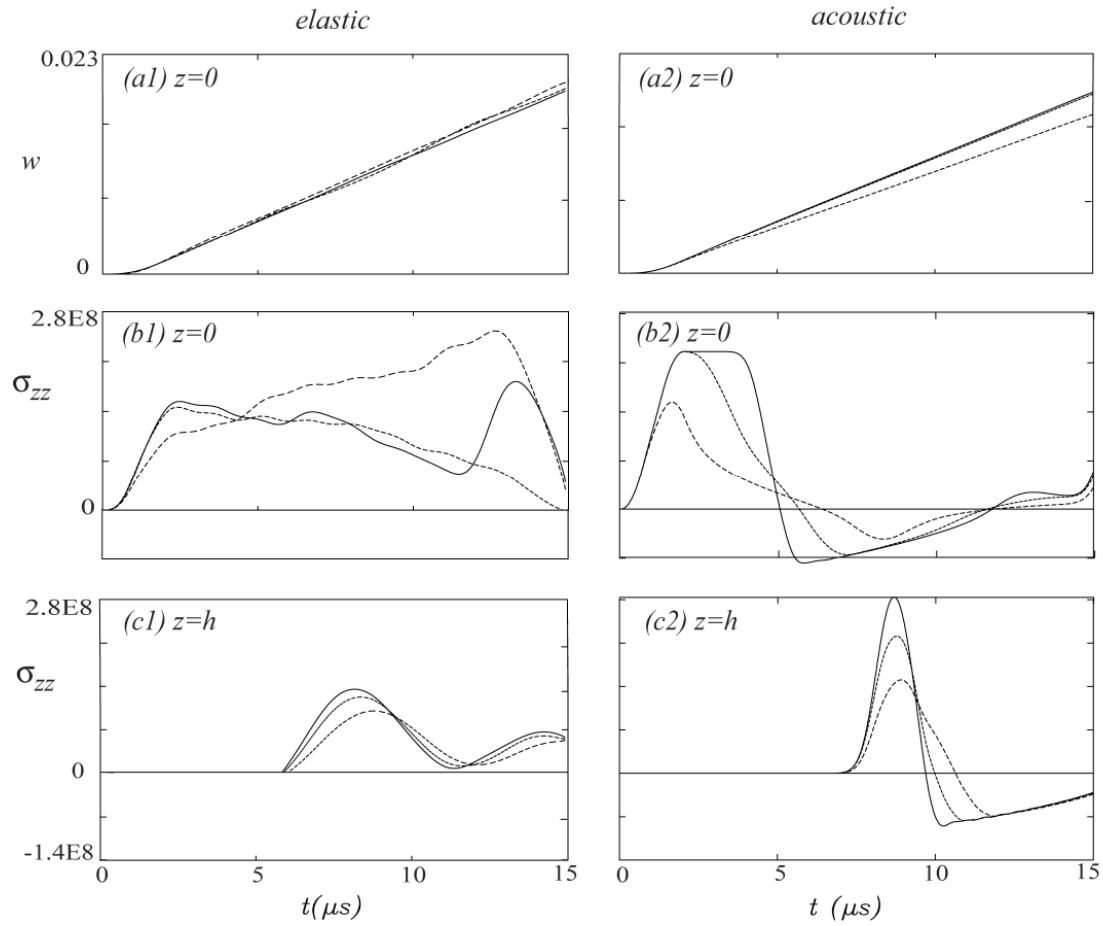 elastic acoustic
0.023
(a1) z=0 (a2) z=0
w
0
2.8E8
(b1) z=0 (b2) z=0
σzz
0
2.8E8
(c1) z=h (c2) z=h
σzz
0
-1.4E8
0 5 10 15 0 5 10 15
t(μs) t (μs)